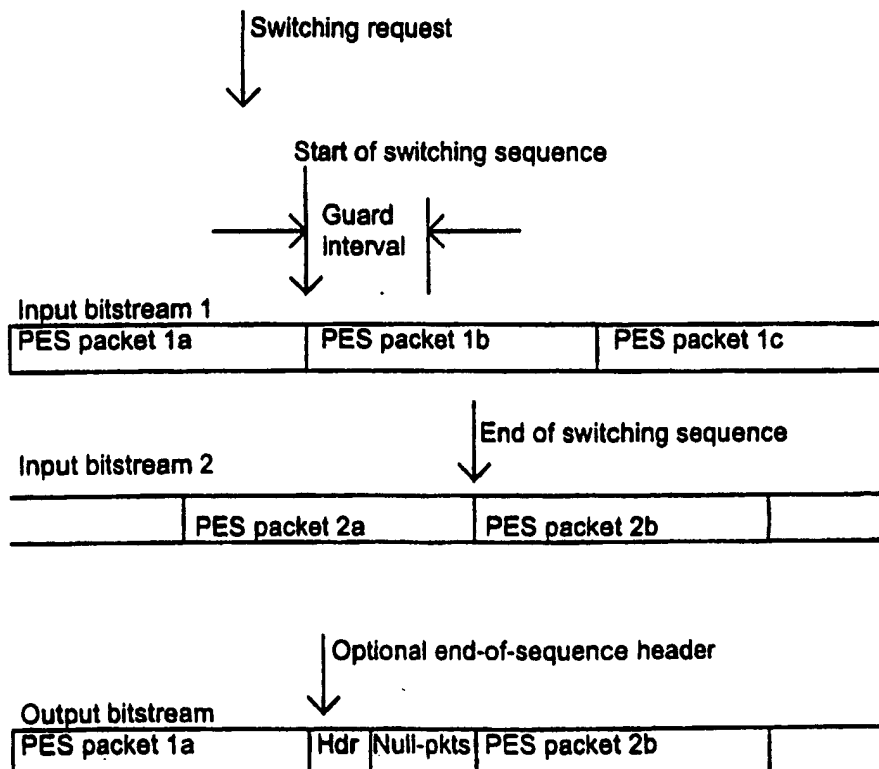 Switching request
Start of switching sequence
Guard
interval
Input bitstream 1
PES packet 1a
PES packet 1b
PES packet 1c
End of switching sequence
Input bitstream 2
PES packet 2a
PES packet 2b
Optional end-of-sequence header
Output bitstream
PES packet 1a
Hdr
Null-pkts
PES packet 2b